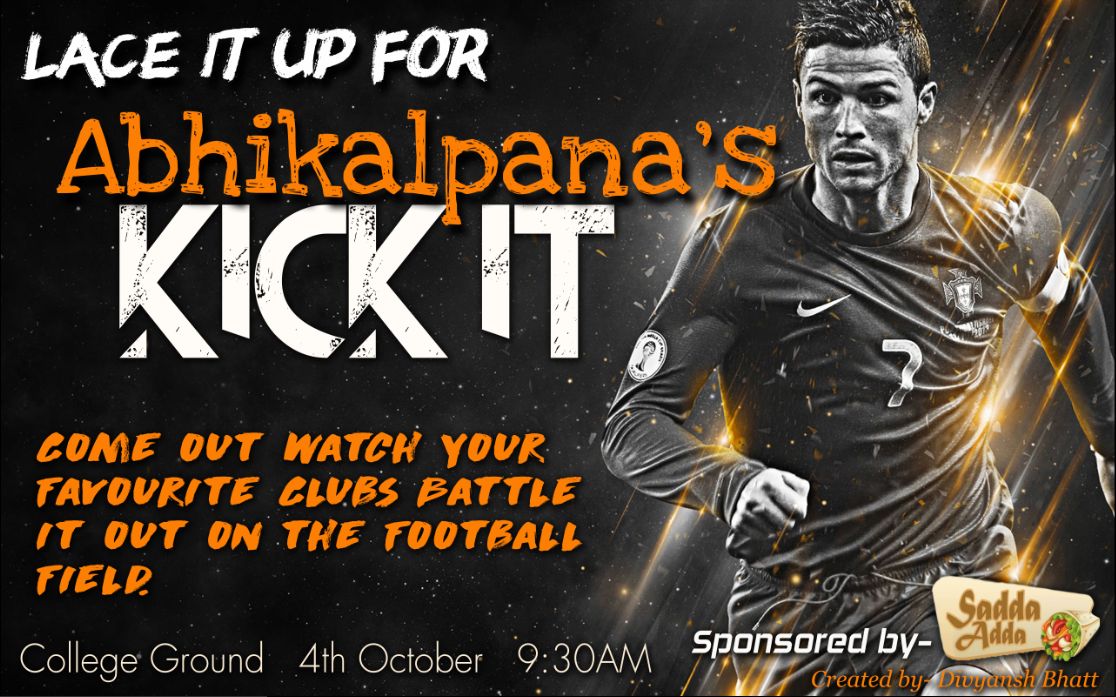 LACE IT UP FOR
Abhikalpana's
KICK IT
COME OUT WATCH YOUR
FAVOURITE CLUBS BATTLE
IT OUT ON THE FOOTBALL
FIELD.
College Ground 4th October 9:30AM
Sponsored by-
Sadda
Adda
Created by- Divyansh Bhatt
7